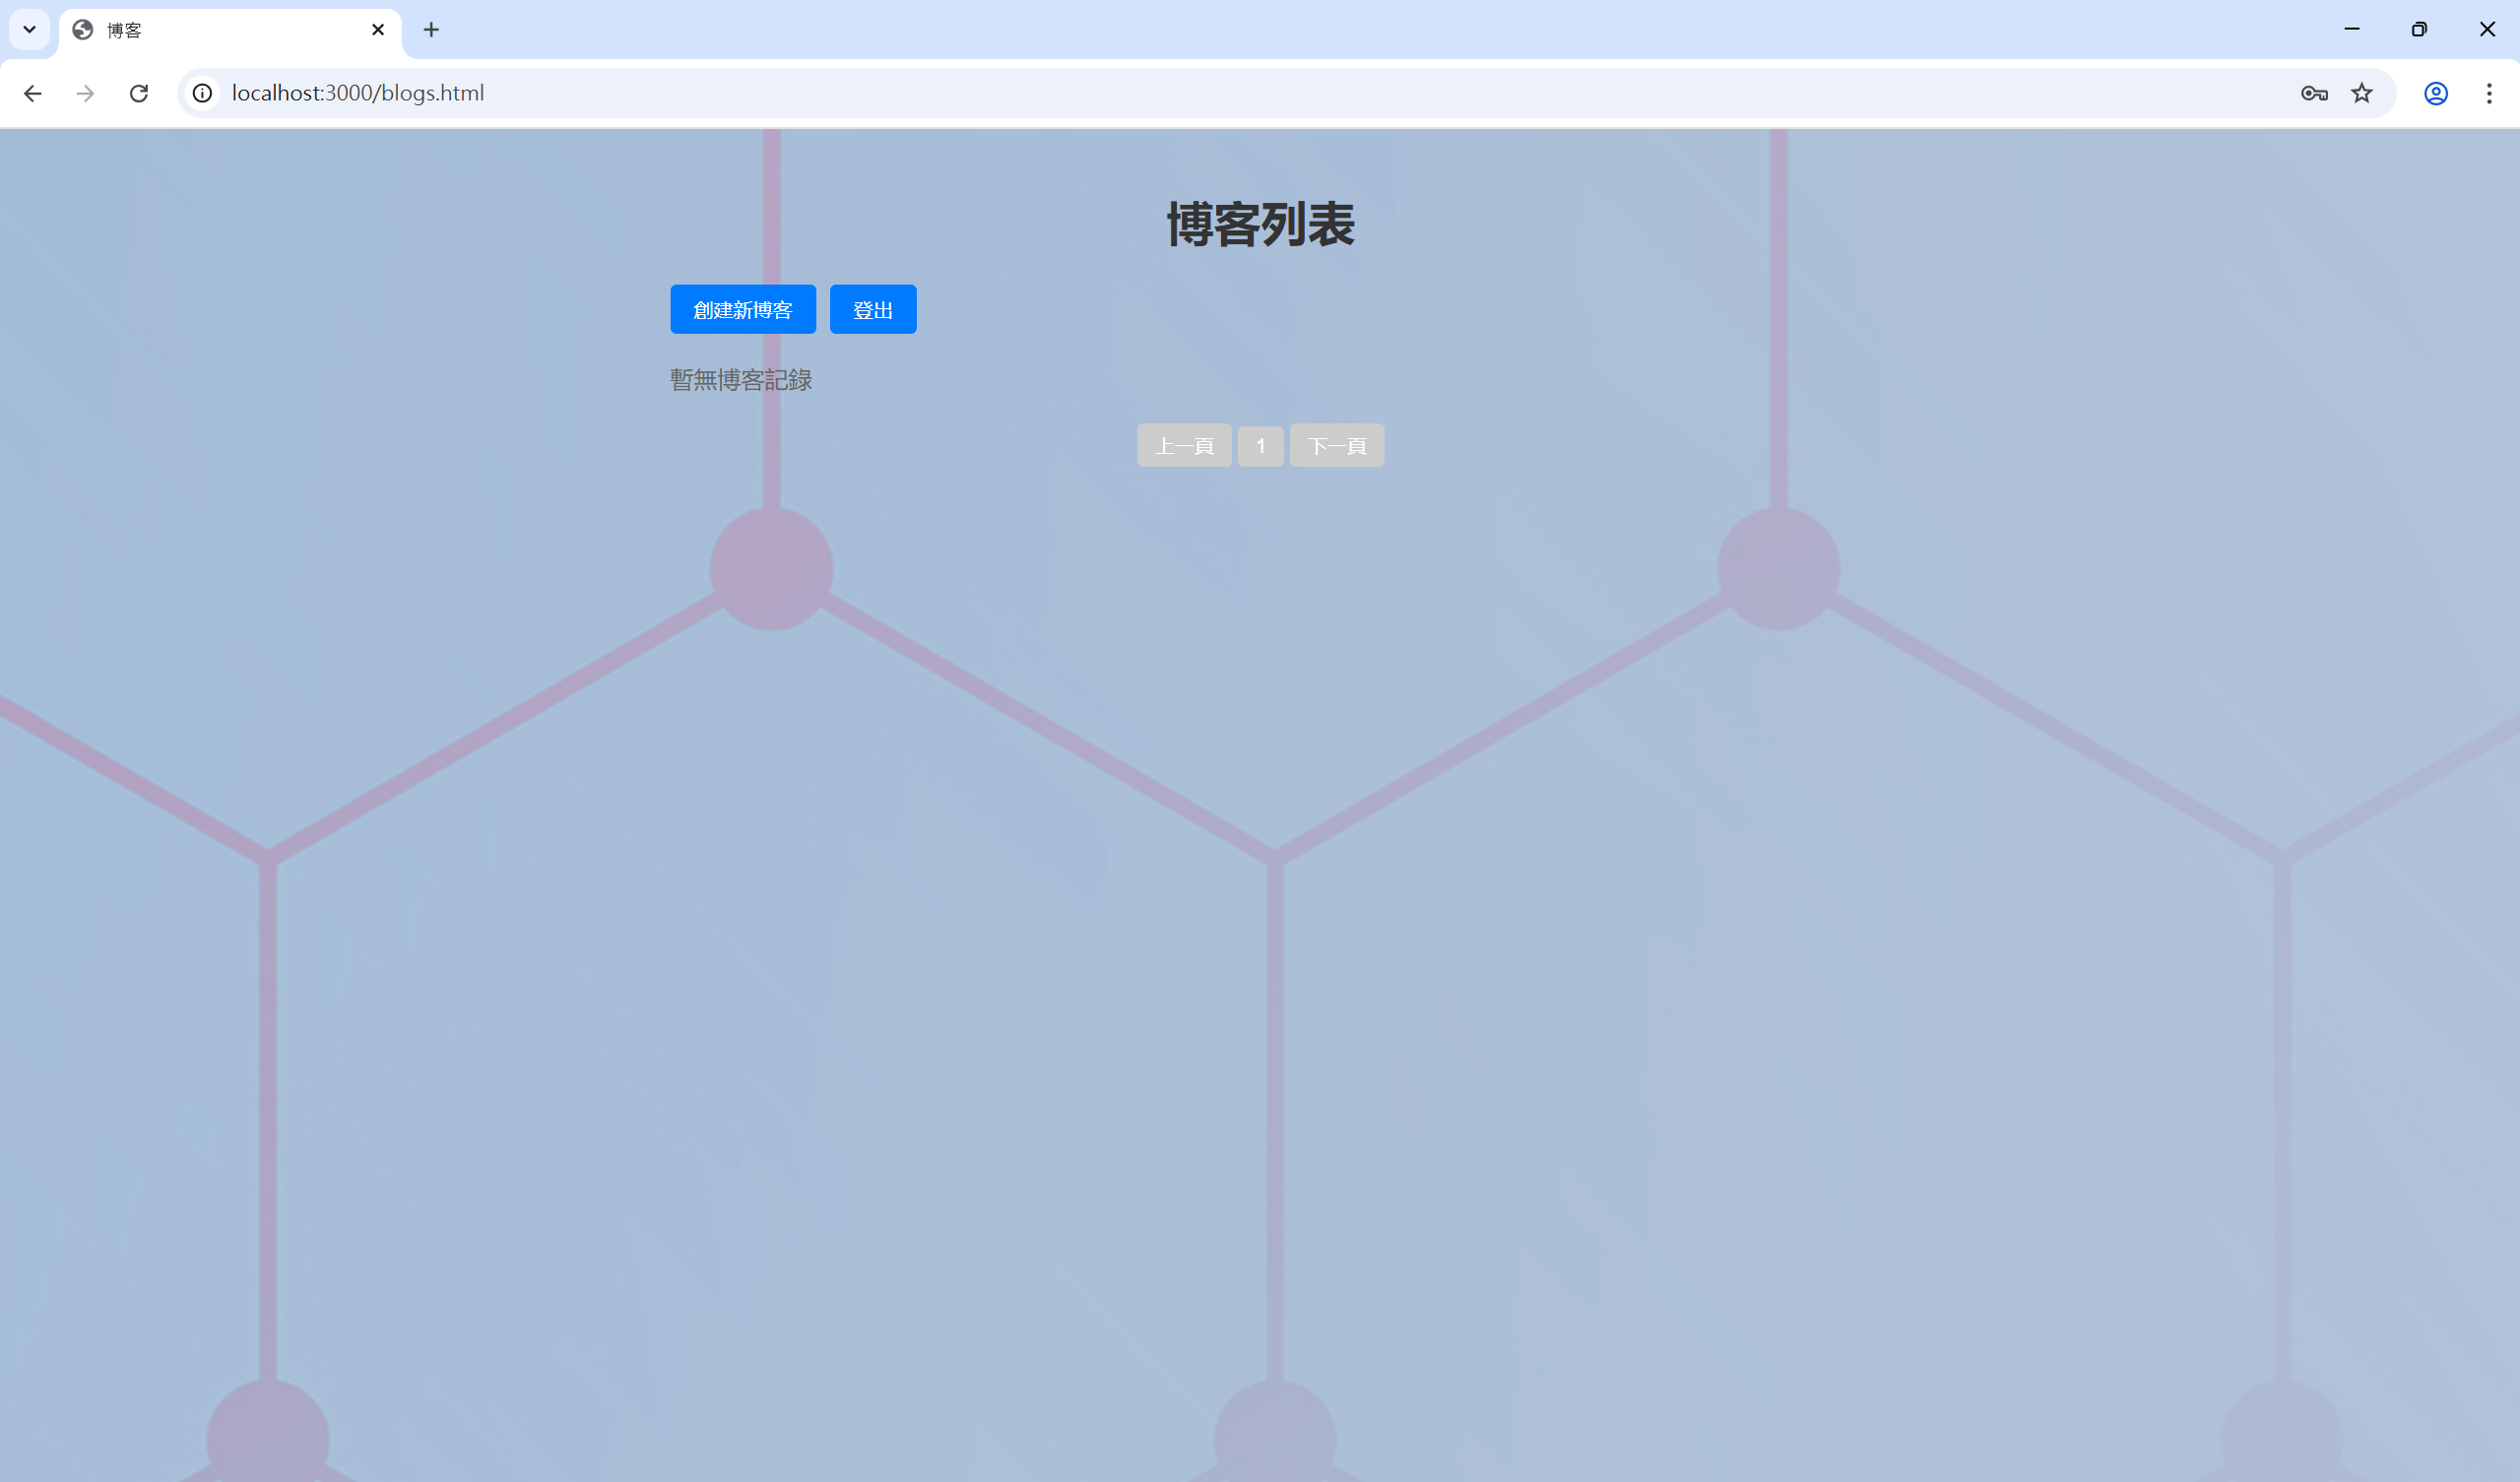 博客
localhost:3000/blogs.html
博客列表
創建新博客 登出
暫無博客記錄
上一頁 1 下一頁